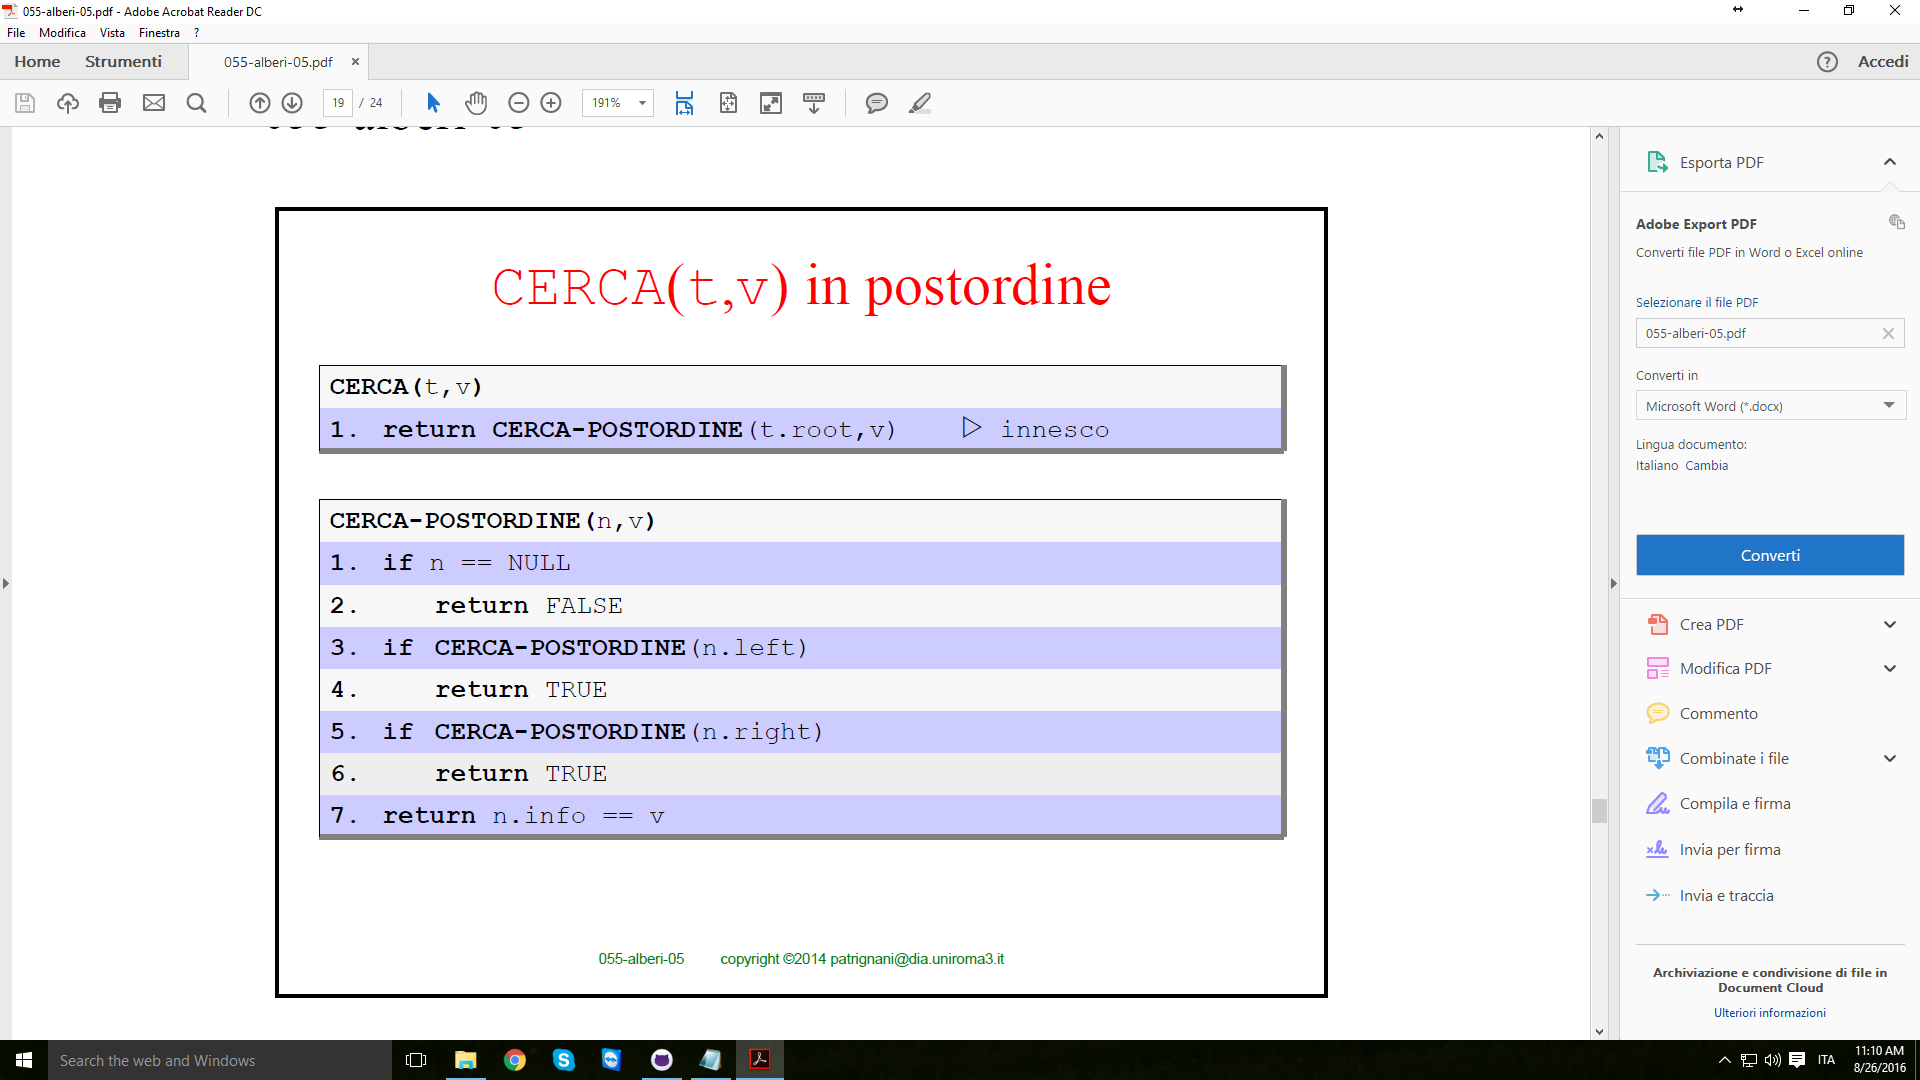 055-alberi-05.pdf - Adobe Acrobat Reader DC
File Modifica Vista Finestra ?
Home Strumenti 055-alberi-05.pdf × ? Accedi
19 / 24 191%
CERCA(t,v) in postordine
CERCA(t,v)
1. return CERCA-POSTORDINE(t.root,v) ▷ innesco
CERCA-POSTORDINE(n,v)
1. if n == NULL
2. return FALSE
3. if CERCA-POSTORDINE(n.left)
4. return TRUE
5. if CERCA-POSTORDINE(n.right)
6. return TRUE
7. return n.info == v
055-alberi-05 copyright ©2014 patrignani@dia.uniroma3.it
Esporta PDF
Adobe Export PDF
Converti file PDF in Word o Excel online
Selezionare il file PDF
055-alberi-05.pdf
Converti in
Microsoft Word (*.docx)
Lingua documento:
Italiano Cambia
Converti
Crea PDF
Modifica PDF
Commento
Combinate i file
Compila e firma
Invia per firma
Invia e traccia
Archiviazione e condivisione di file in
Document Cloud
Ulteriori informazioni
Search the web and Windows
ITA
11:10 AM
8/26/2016